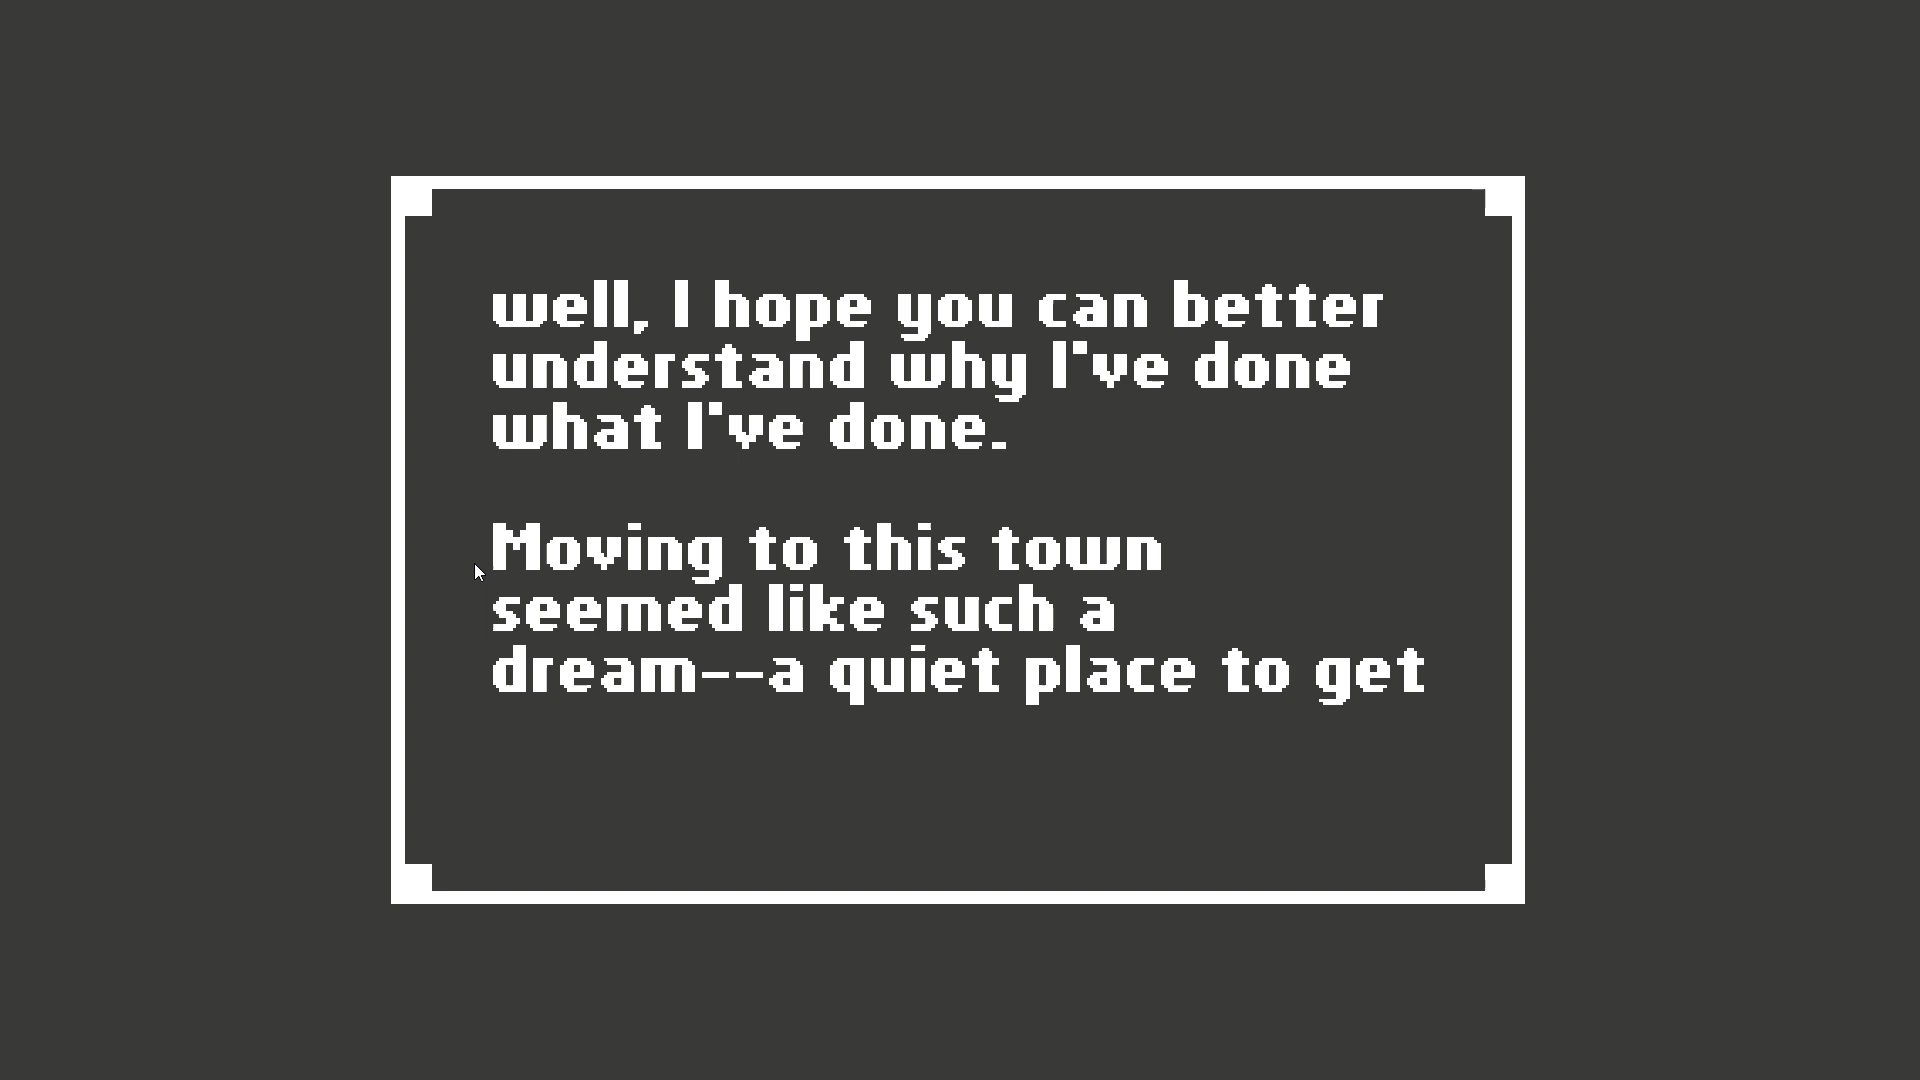 well, I hope you can better
understand why I've done
what I've done.
Moving to this town
seemed like such a
dream--a quiet place to get